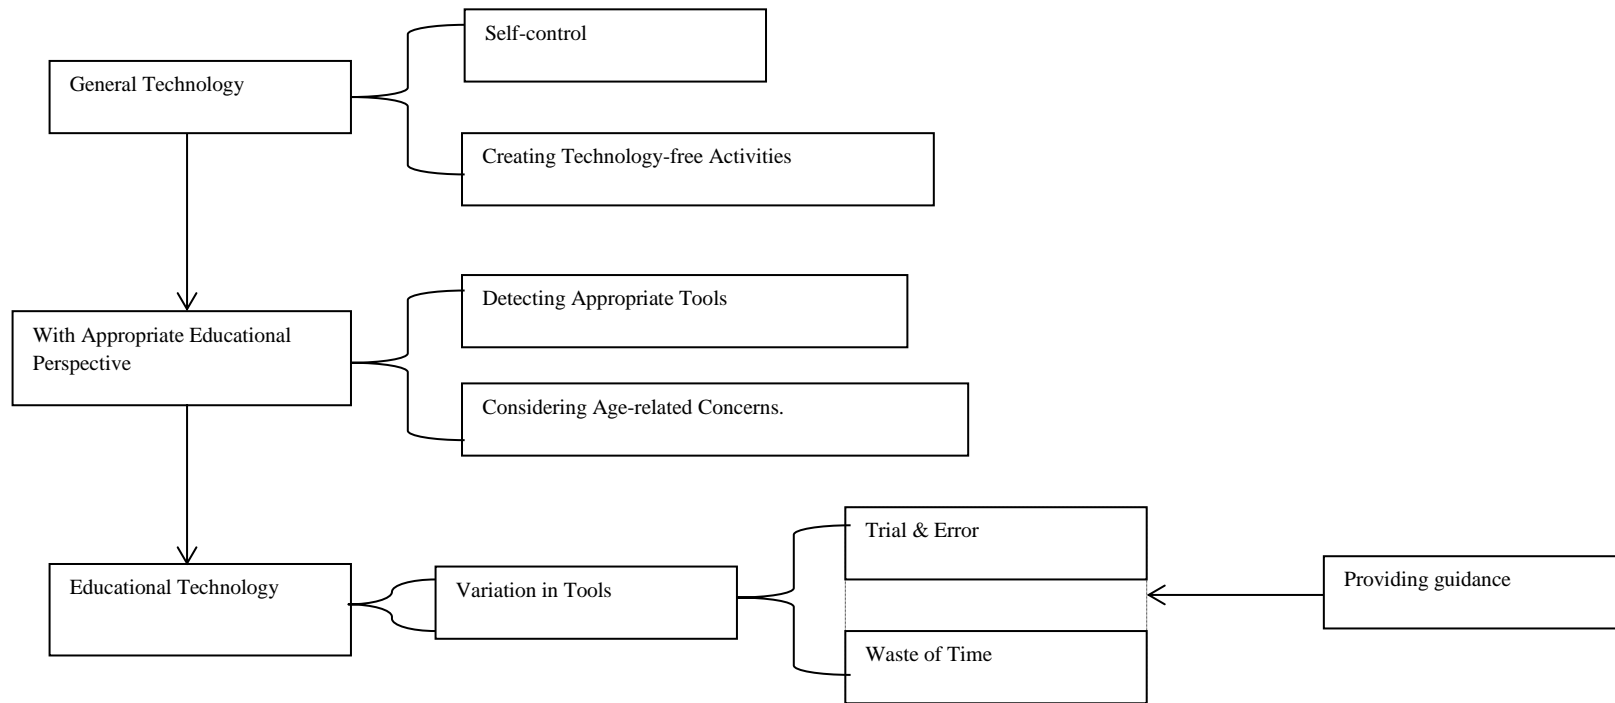 Self-control
General Technology
Creating Technology-free Activities
Detecting Appropriate Tools
With Appropriate Educational
Perspective
Considering Age-related Concerns.
Trial & Error
Educational Technology
Variation in Tools
Providing guidance
Waste of Time